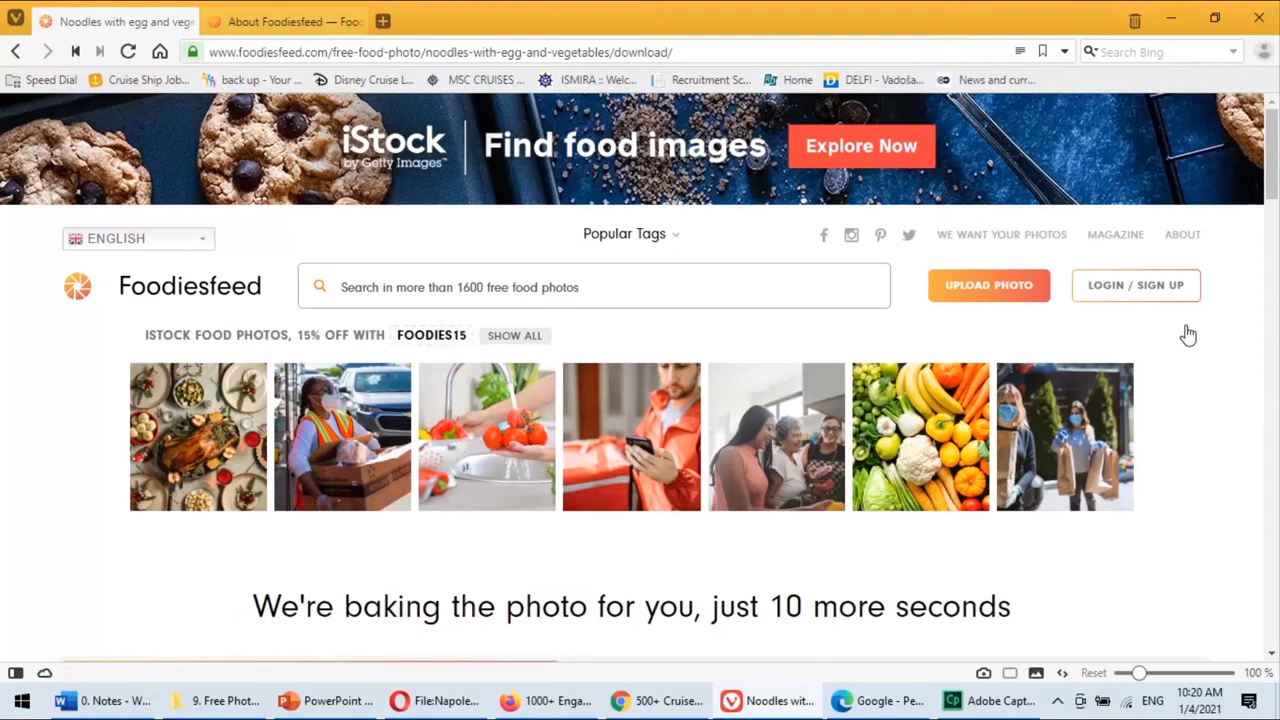 Noodles with egg and vege
About Foodiesfeed — Food
www.foodiesfeed.com/free-food-photo/noodles-with-egg-and-vegetables/download/
Search Bing
Speed Dial
Cruise Ship Job...
back up - Your ...
Disney Cruise L...
MSC CRUISES ...
ISMIRA :: Welc...
Recruitment Sc...
Home
DELFI - Vadoša...
News and curr...
iStock
by Getty Images™
Find food images
Explore Now
ENGLISH
Popular Tags
WE WANT YOUR PHOTOS
MAGAZINE
ABOUT
Foodiesfeed
Search in more than 1600 free food photos
UPLOAD PHOTO
LOGIN / SIGN UP
ISTOCK FOOD PHOTOS, 15% OFF WITH FOODIES15 SHOW ALL
We're baking the photo for you, just 10 more seconds
Reset
100 %
0. Notes - W...
9. Free Phot...
PowerPoint ...
File:Napole...
1000+ Enga...
500+ Cruise...
Noodles wit...
Google - Pe...
Adobe Capt...
ENG
10:20 AM
1/4/2021